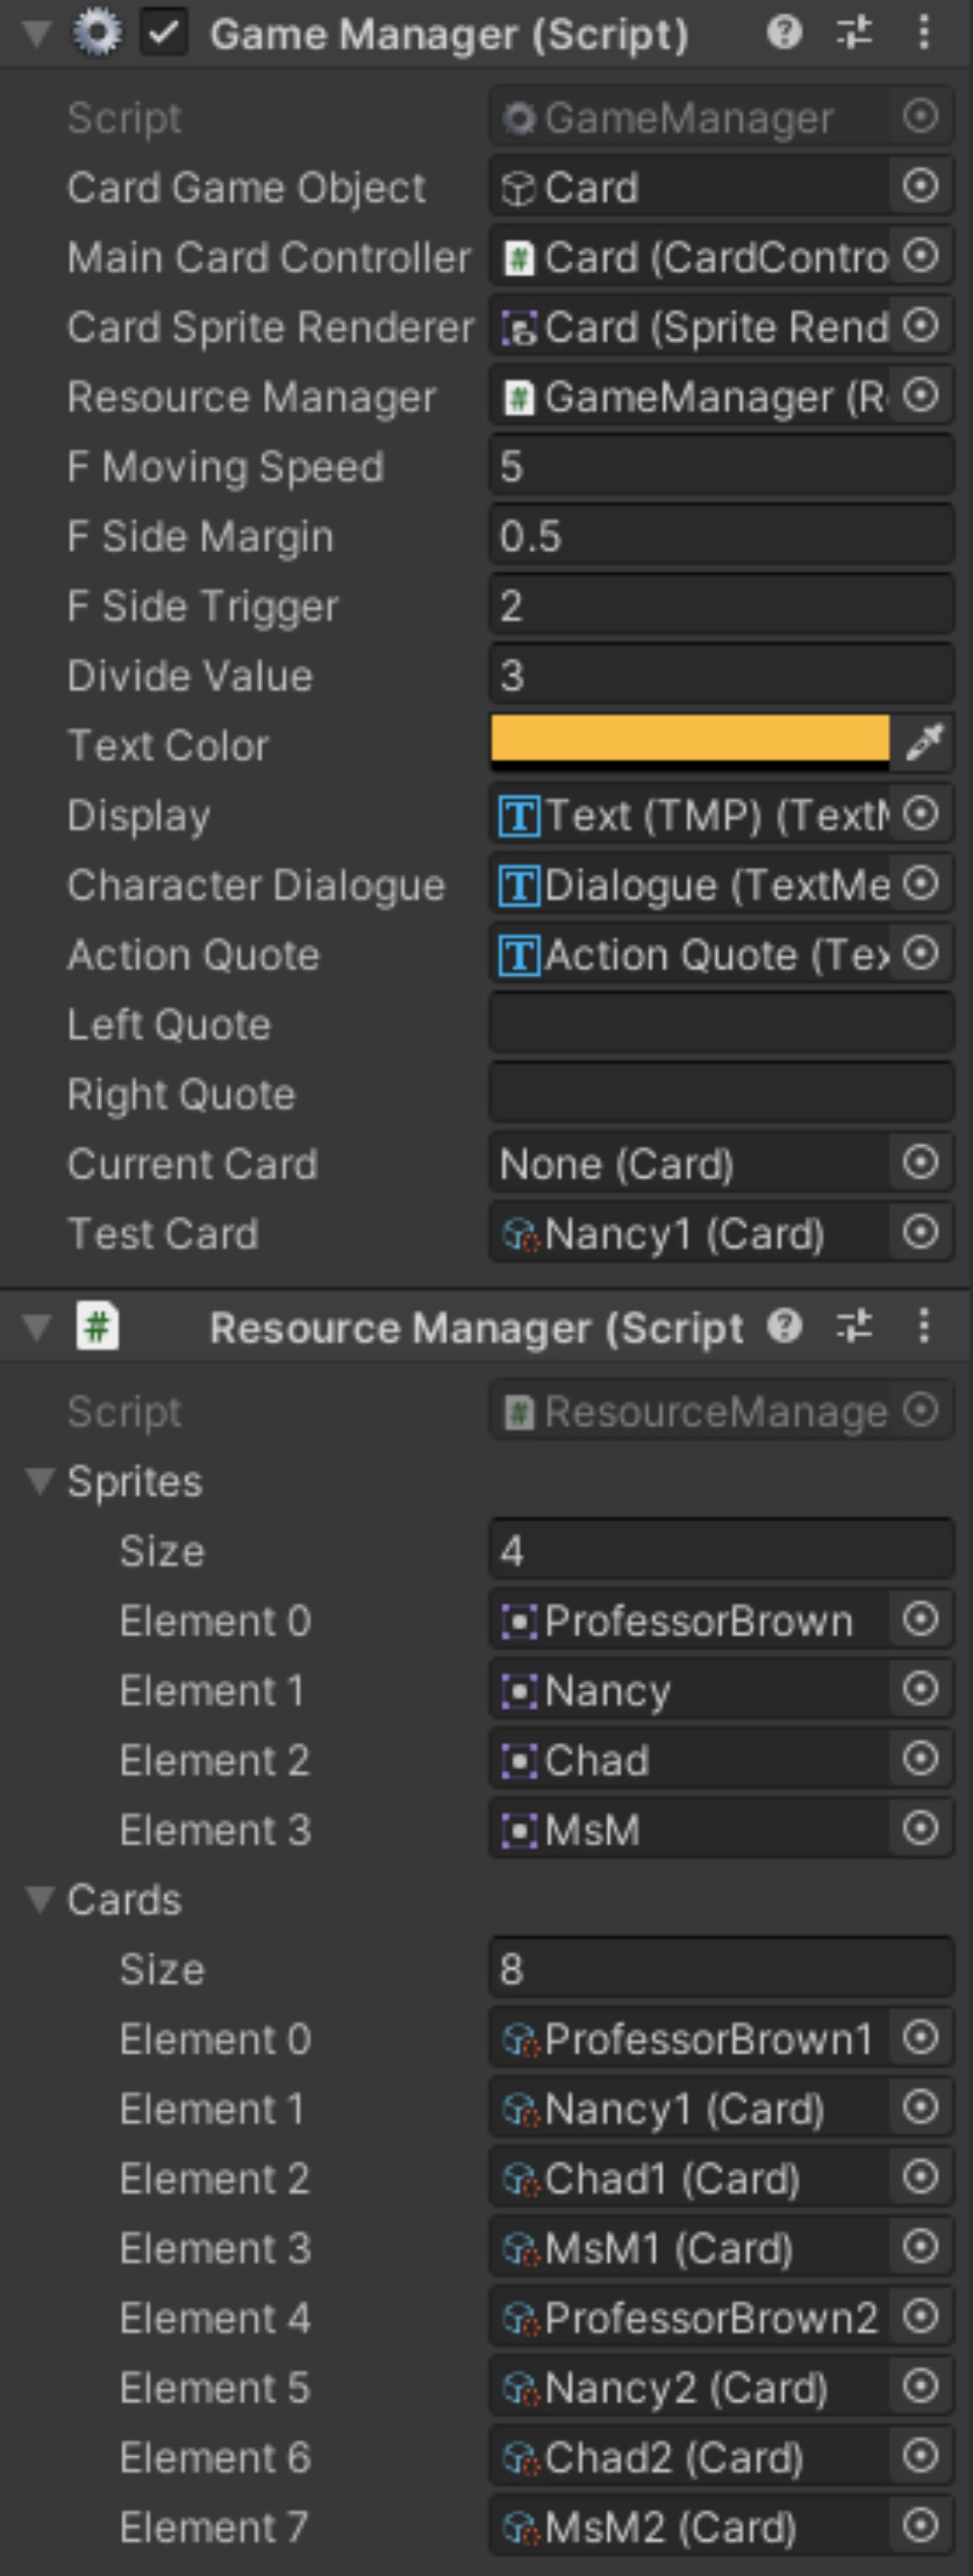 Game Manager (Script)
Script GameManager
Card Game Object Card
Main Card Controller Card (CardContro
Card Sprite Renderer Card (Sprite Rend
Resource Manager GameManager (R
F Moving Speed 5
F Side Margin 0.5
F Side Trigger 2
Divide Value 3
Text Color
Display Text (TMP) (TextM
Character Dialogue Dialogue (TextMe
Action Quote Action Quote (Tex
Left Quote
Right Quote
Current Card None (Card)
Test Card Nancy1 (Card)
Resource Manager (Script
Script ResourceManage
Sprites
Size 4
Element 0 ProfessorBrown
Element 1 Nancy
Element 2 Chad
Element 3 MsM
Cards
Size 8
Element 0 ProfessorBrown1
Element 1 Nancy1 (Card)
Element 2 Chad1 (Card)
Element 3 MsM1 (Card)
Element 4 ProfessorBrown2
Element 5 Nancy2 (Card)
Element 6 Chad2 (Card)
Element 7 MsM2 (Card)